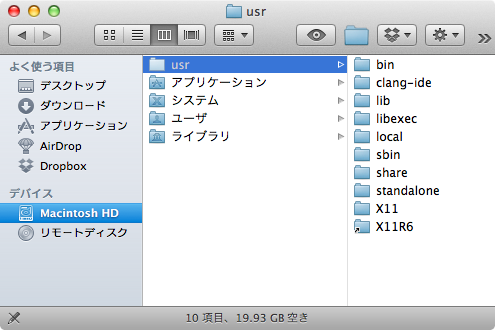 usr
よく使う項目
デスクトップ
ダウンロード
アプリケーション
AirDrop
Dropbox
デバイス
Macintosh HD
リモートディスク
usr
アプリケーション
システム
ユーザ
ライブラリ
bin
clang-ide
lib
libexec
local
sbin
share
standalone
X11
X11R6
10 項目、19.93 GB 空き